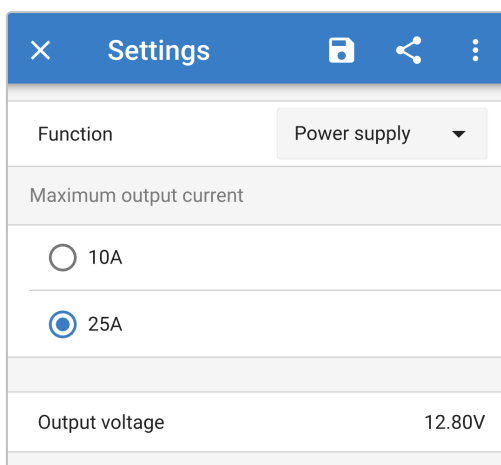 Settings
Function
Power supply
Maximum output current
10A
25A
Output voltage
12.80V